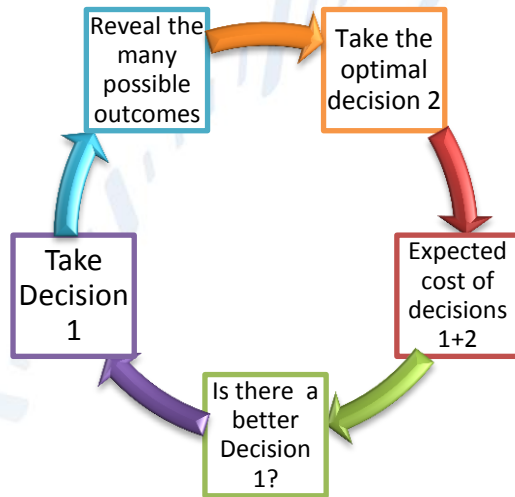 Reveal the
many
possible
outcomes
Take the
optimal
decision 2
Expected
cost of
decisions
1+2
Is there a
better
Decision
1?
Take
Decision
1